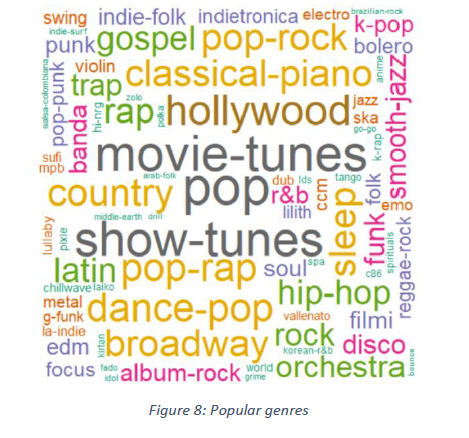 swing indie-folk indietronica electro brazilian-rock
indie-surf k-pop
punk gospel pop-rock bolero
salsa-colombiana pop-punk violin classical-piano anime smooth-jazz
trap zolo
hi-nrg rap polka hollywood jazz
ska
go-go
banda k-rap
sufi movie-tunes
mpb arab-folk dub lds tango
country pop r&b ccm sleep folk emo
lilith
middle-earth drill funk spirituals reggae-rock
lullaby pixie show-tunes
latin pop-rap soul spa c86
chillwave laiko hip-hop
metal dance-pop
g-funk vallenato filmi
la-indie rock
edm kirtan broadway korean-r&b disco
focus fado album-rock world orchestra bounce
idol grime
Figure 8: Popular genres